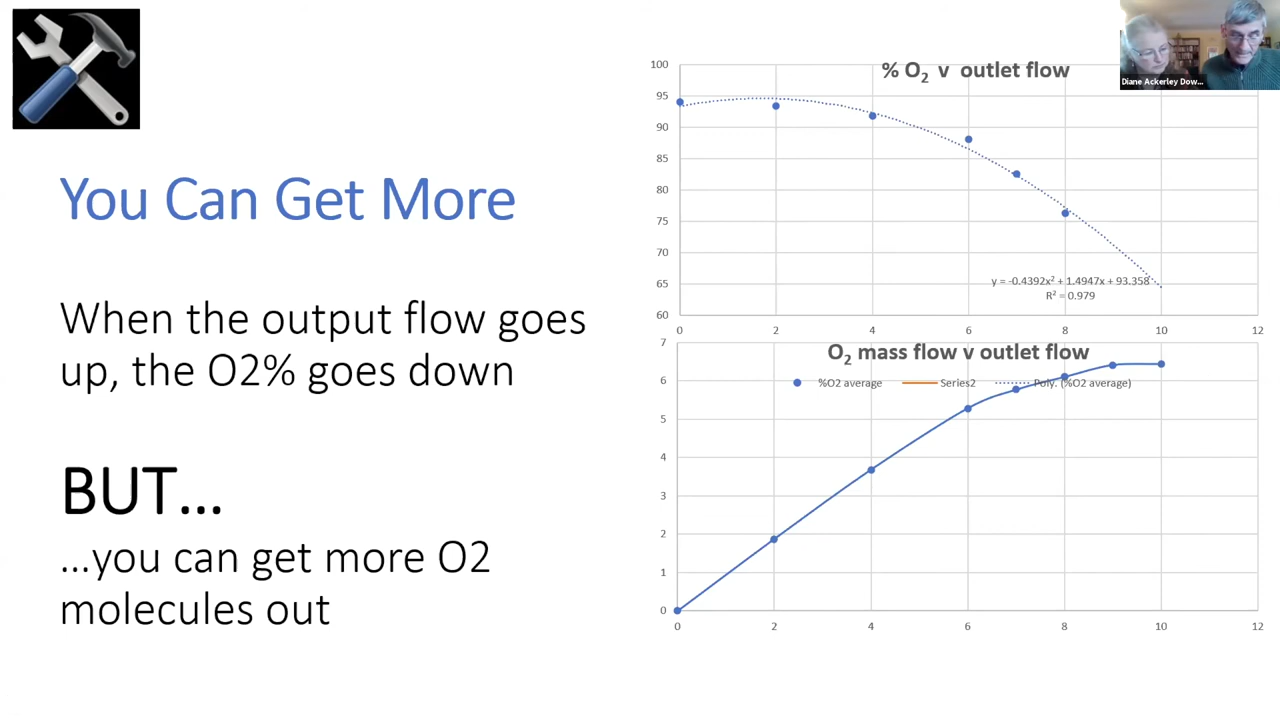 You Can Get More
When the output flow goes
up, the O2% goes down
BUT...
...you can get more O2
molecules out
% O₂ v outlet flow
100
95
90
85
80
75
70
65
60
0 2 4 6 8 10 12
y = -0.4392x² + 1.4947x + 93.358
R² = 0.979
O₂ mass flow v outlet flow
%O2 average Series2 Poly. (%O2 average)
7
6
5
4
3
2
1
0
0 2 4 6 8 10 12
Diane Ackerley Dow...